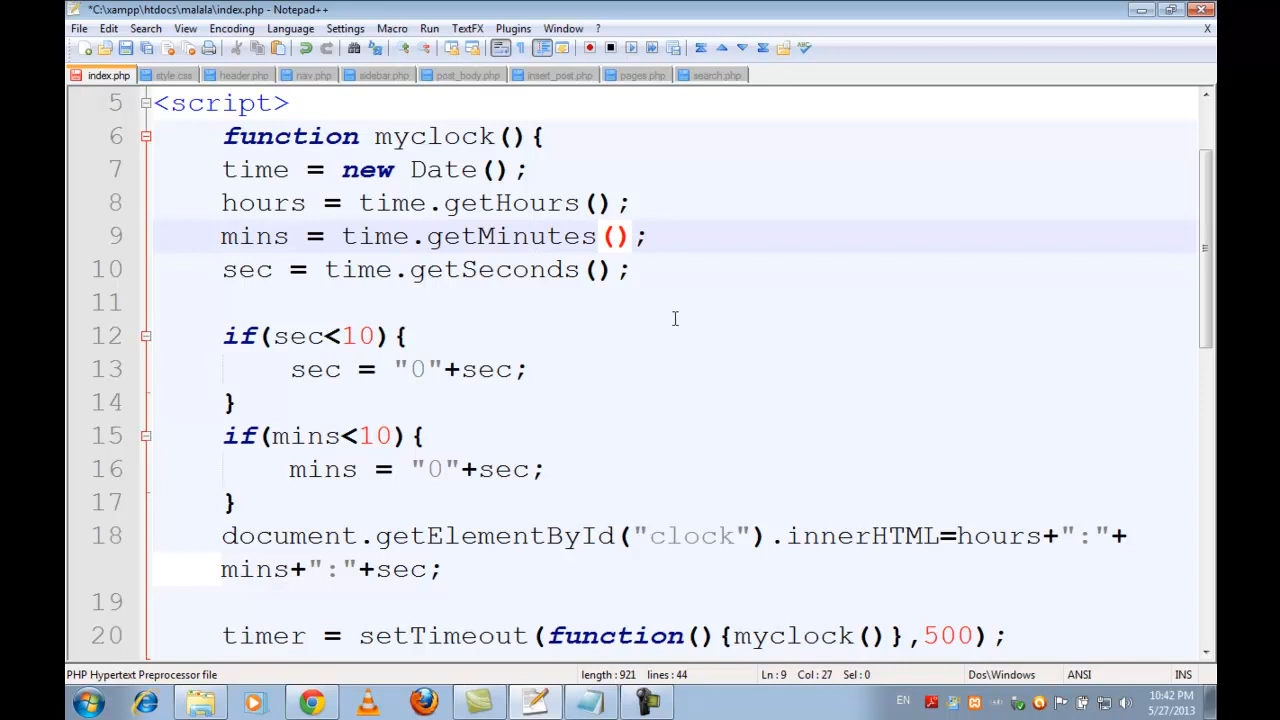 *C:\xampp\htdocs\malala\index.php - Notepad++
File Edit Search View Encoding Language Settings Macro Run TextFX Plugins Window ? X
index.php style.css header.php nav.php sidebar.php post_body.php insert_post.php pages.php search.php
5 <script>
6 function myclock(){
7 time = new Date();
8 hours = time.getHours();
9 mins = time.getMinutes();
10 sec = time.getSeconds();
11
12 if(sec<10){
13 sec = "0"+sec;
14 }
15 if(mins<10){
16 mins = "0"+sec;
17 }
18 document.getElementById("clock").innerHTML=hours+":"+
mins+":"+sec;
19
20 timer = setTimeout(function(){myclock()},500);
PHP Hypertext Preprocessor file length : 921 lines : 44 Ln : 9 Col : 27 Sel : 0 Dos\Windows ANSI INS
EN 10:42 PM
5/27/2013